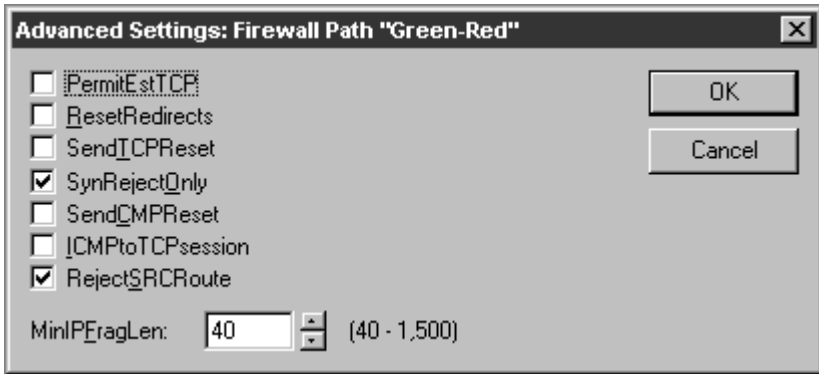 Advanced Settings: Firewall Path "Green-Red"
PermitEstTCP
ResetRedirects
SendTCPReset
SynRejectOnly
SendCMPReset
ICMPtoTCPsession
RejectSRCRoute
MinIPFragLen: 40 (40 - 1,500)
OK
Cancel